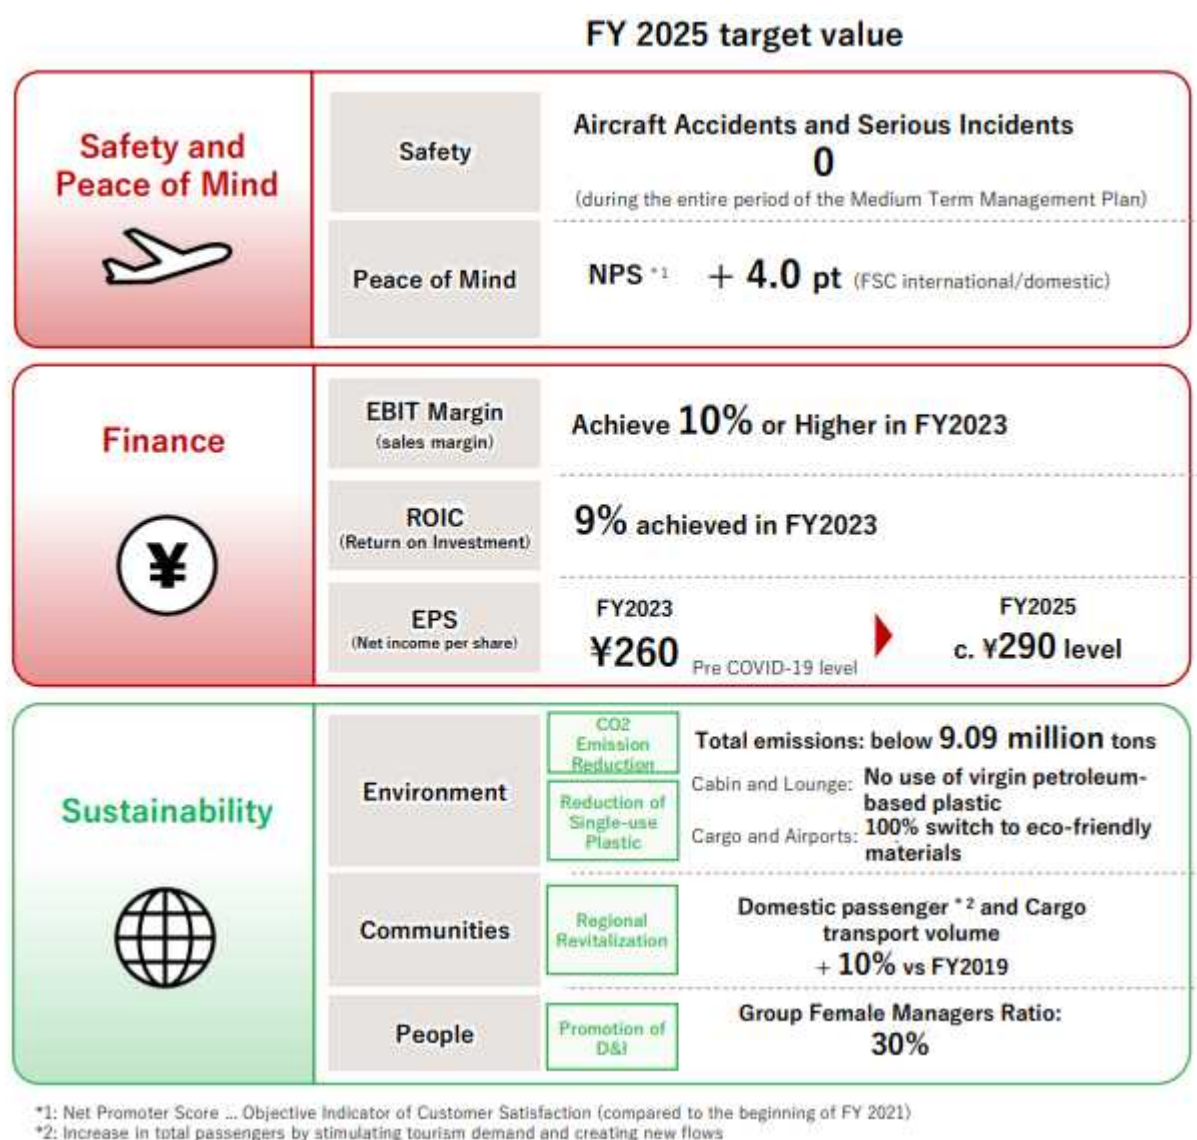 FY 2025 target value
Safety and
Peace of Mind
Safety
Aircraft Accidents and Serious Incidents
0
(during the entire period of the Medium Term Management Plan)
Peace of Mind
NPS *1 + 4.0 pt (FSC international/domestic)
Finance
¥
EBIT Margin
(sales margin)
Achieve 10% or Higher in FY2023
ROIC
(Return on Investment)
9% achieved in FY2023
EPS
(Net income per share)
FY2023
¥260 Pre COVID-19 level
FY2025
c. ¥290 level
Sustainability
Environment
CO2
Emission
Reduction
Total emissions: below 9.09 million tons
Reduction of
Single-use
Plastic
Cabin and Lounge: No use of virgin petroleum-
based plastic
Cargo and Airports: 100% switch to eco-friendly
materials
Communities
Regional
Revitalization
Domestic passenger *2 and Cargo
transport volume
+ 10% vs FY2019
People
Promotion of
D&I
Group Female Managers Ratio:
30%
*1: Net Promoter Score ... Objective Indicator of Customer Satisfaction (compared to the beginning of FY 2021)
*2: Increase in total passengers by stimulating tourism demand and creating new flows